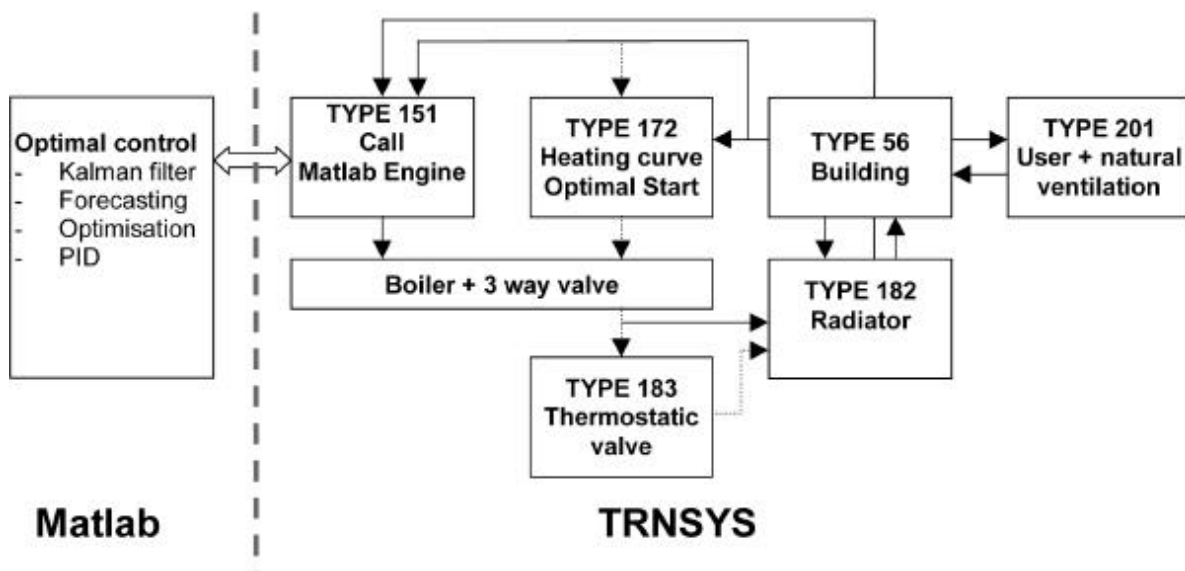 Optimal control
- Kalman filter
- Forecasting
- Optimisation
- PID
TYPE 151
Call
Matlab Engine
TYPE 172
Heating curve
Optimal Start
TYPE 56
Building
TYPE 201
User + natural
ventilation
Boiler + 3 way valve
TYPE 182
Radiator
TYPE 183
Thermostatic
valve
Matlab
TRNSYS